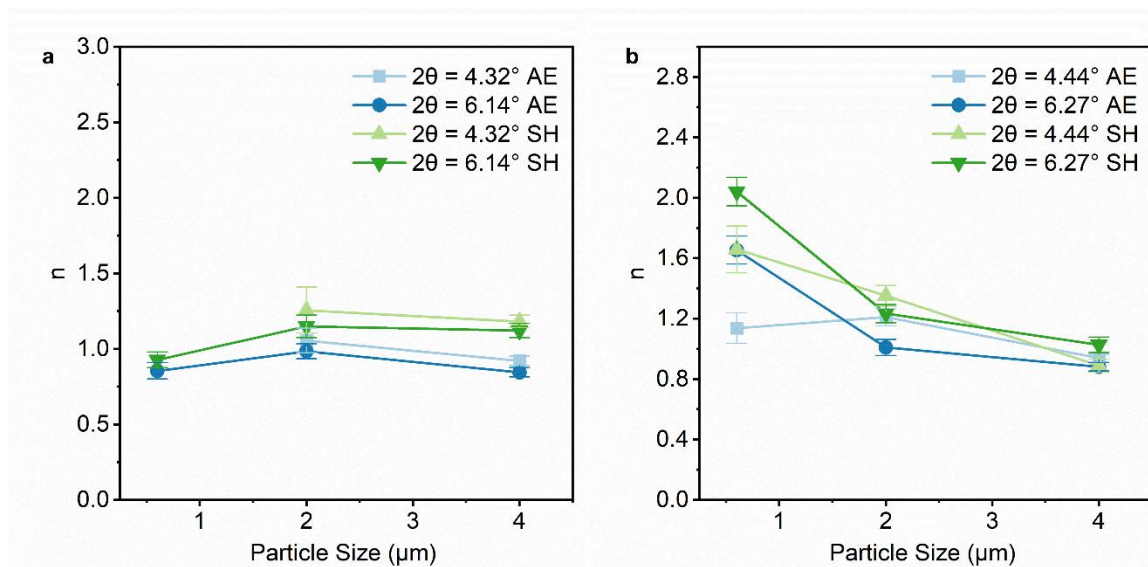 a
3.0
2.5
2.0
1.5
1.0
0.5
0.0
n
2θ = 4.32° AE
2θ = 6.14° AE
2θ = 4.32° SH
2θ = 6.14° SH
1 2 3 4
Particle Size (μm)
b
2.8
2.4
2.0
1.6
1.2
0.8
0.4
0.0
n
2θ = 4.44° AE
2θ = 6.27° AE
2θ = 4.44° SH
2θ = 6.27° SH
1 2 3 4
Particle Size (μm)